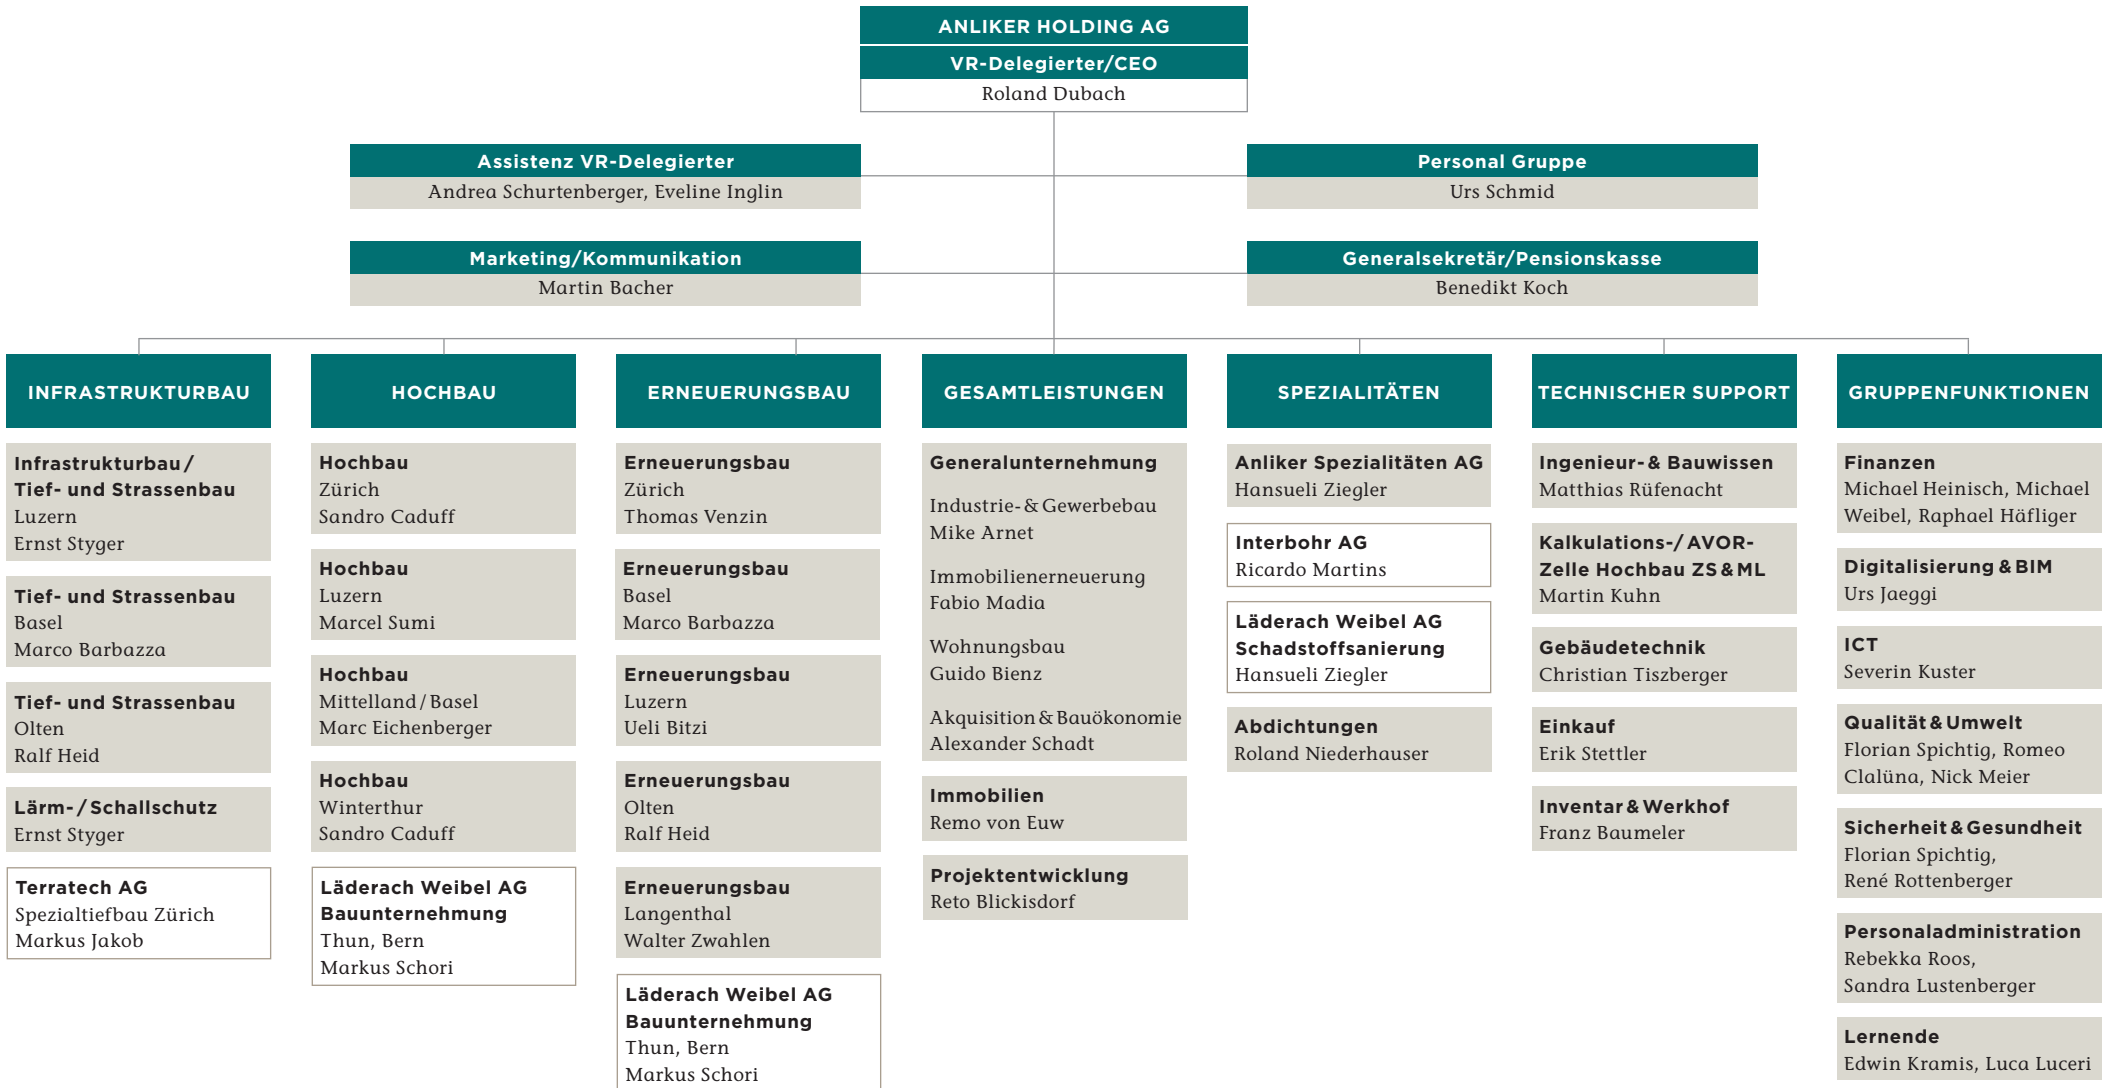 ANLIKER HOLDING AG
VR-Delegierter/CEO
Roland Dubach
Assistenz VR-Delegierter
Andrea Schurtenberger, Eveline Inglin
Personal Gruppe
Urs Schmid
Marketing/Kommunikation
Martin Bacher
Generalsekretär/Pensionskasse
Benedikt Koch
INFRASTRUKTURBAU
Infrastrukturbau /
Tief- und Strassenbau
Luzern
Ernst Styger
Tief- und Strassenbau
Basel
Marco Barbazza
Tief- und Strassenbau
Olten
Ralf Heid
Lärm- / Schallschutz
Ernst Styger
Terratech AG
Spezialtiefbau Zürich
Markus Jakob
HOCHBAU
Hochbau
Zürich
Sandro Caduff
Hochbau
Luzern
Marcel Sumi
Hochbau
Mittelland / Basel
Marc Eichenberger
Hochbau
Winterthur
Sandro Caduff
Läderach Weibel AG
Bauunternehmung
Thun, Bern
Markus Schori
ERNEUERUNGSBAU
Erneuerungsbau
Zürich
Thomas Venzin
Erneuerungsbau
Basel
Marco Barbazza
Erneuerungsbau
Luzern
Ueli Bitzi
Erneuerungsbau
Olten
Ralf Heid
Erneuerungsbau
Langenthal
Walter Zwahlen
Läderach Weibel AG
Bauunternehmung
Thun, Bern
Markus Schori
GESAMTLEISTUNGEN
Generalunternehmung
Industrie- & Gewerbebau
Mike Arnet
Immobilienerneuerung
Fabio Madia
Wohnungsbau
Guido Bienz
Akquisition & Bauökonomie
Alexander Schadt
Immobilien
Remo von Euw
Projektentwicklung
Reto Blickisdorf
SPEZIALITÄTEN
Anliker Spezialitäten AG
Hansueli Ziegler
Interbohr AG
Ricardo Martins
Läderach Weibel AG
Schadstoffsanierung
Hansueli Ziegler
Abdichtungen
Roland Niederhauser
TECHNISCHER SUPPORT
Ingenieur- & Bauwissen
Matthias Rüfenacht
Kalkulations- / AVOR-
Zelle Hochbau ZS & ML
Martin Kuhn
Gebäudetechnik
Christian Tiszberger
Einkauf
Erik Stettler
Inventar & Werkhof
Franz Baumeler
GRUPPENFUNKTIONEN
Finanzen
Michael Heinisch, Michael
Weibel, Raphael Häfliger
Digitalisierung & BIM
Urs Jaeggi
ICT
Severin Kuster
Qualität & Umwelt
Florian Spichtig, Romeo
Clalüna, Nick Meier
Sicherheit & Gesundheit
Florian Spichtig,
René Rottenberger
Personaladministration
Rebekka Roos,
Sandra Lustenberger
Lernende
Edwin Kramis, Luca Luceri